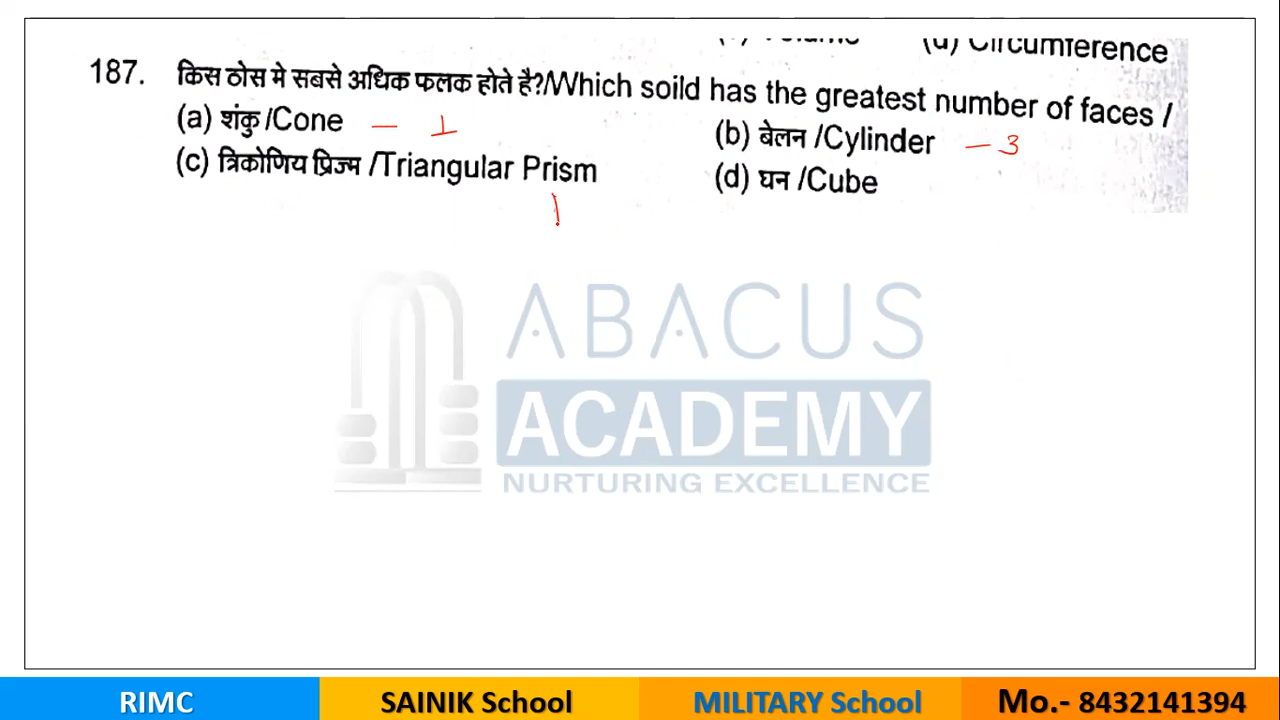 (d) Circumference
187. किस ठोस मे सबसे अधिक फलक होते है?/Which soild has the greatest number of faces /
(a) शंकु /Cone – 1
(b) बेलन /Cylinder – 3
(c) त्रिकोणिय प्रिज्म /Triangular Prism
(d) घन /Cube
ABACUS
ACADEMY
NURTURING EXCELLENCE
RIMC SAINIK School MILITARY School Mo.- 8432141394